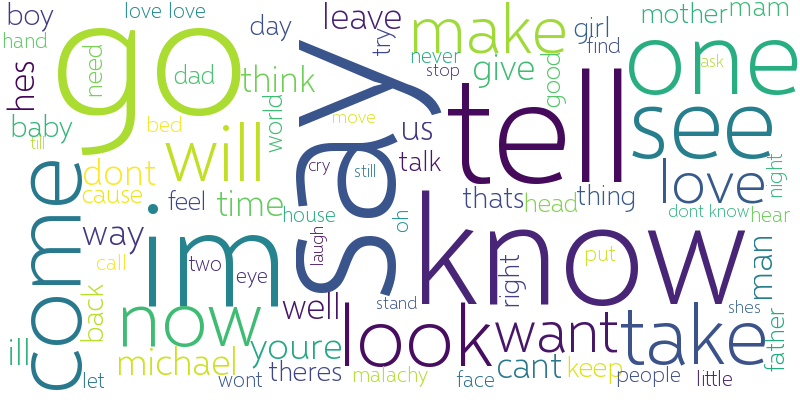 boy
love love
day
leave
make
girl
mother
mam
hand
go
say
try
never
find
one
hes
need
dad
think
stop
give
good
ask
baby
will
world
move
us
tell
see
till
bed
dont
cry
still
talk
love
night
come
cause
feel
time
house
oh
thats
head
thing
dont know
hear
way
im
two
eye
laugh
know
right
put
man
call
back
now
well
stand
shes
look
want
take
father
ill
michael
youre
cant
keep
let
wont
theres
malachy
face
people
little